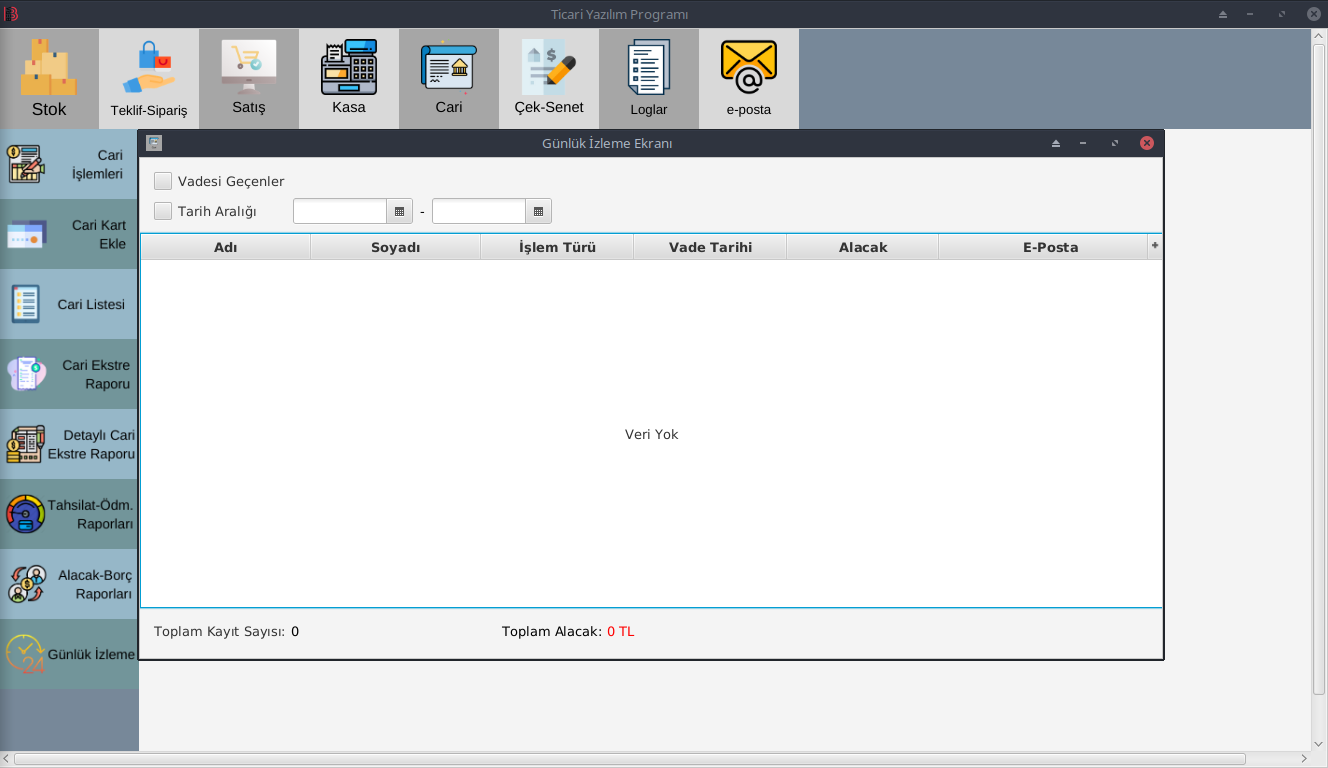 Ticari Yazılım Programı
Stok
Teklif-Sipariş
Satış
Kasa
Cari
Çek-Senet
Loglar
e-posta
Cari
İşlemleri
Cari Kart
Ekle
Cari Listesi
Cari Ekstre
Raporu
Detaylı Cari
Ekstre Raporu
Tahsilat-Ödm.
Raporları
Alacak-Borç
Raporları
Günlük İzleme
Günlük İzleme Ekranı
Vadesi Geçenler
Tarih Aralığı -
Adı Soyadı İşlem Türü Vade Tarihi Alacak E-Posta +
Veri Yok
Toplam Kayıt Sayısı: 0 Toplam Alacak: 0 TL